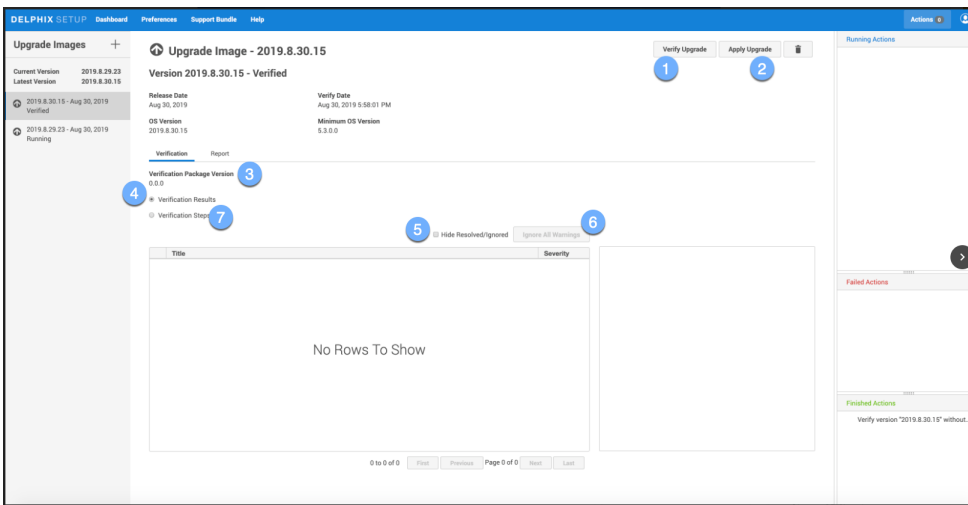 DELPHIX SETUP Dashboard Preferences Support Bundle Help Actions 0
Upgrade Images
Current Version 2019.8.29.23
Latest Version 2019.8.30.15
2019.8.30.15 - Aug 30, 2019
Verified
2019.8.29.23 - Aug 30, 2019
Running
Upgrade Image - 2019.8.30.15
Verify Upgrade Apply Upgrade
1 2
Version 2019.8.30.15 - Verified
Release Date Verify Date
Aug 30, 2019 Aug 30, 2019 5:58:01 PM
OS Version Minimum OS Version
2019.8.30.15 5.3.0.0
Verification Report
Verification Package Version 3
0.0.0
4 Verification Results
Verification Steps 7
5 Hide Resolved/Ignored Ignore All Warnings 6
Title Severity
No Rows To Show
0 to 0 of 0 First Previous Page 0 of 0 Next Last
Running Actions
Failed Actions
Finished Actions
Verify version "2019.8.30.15" without..